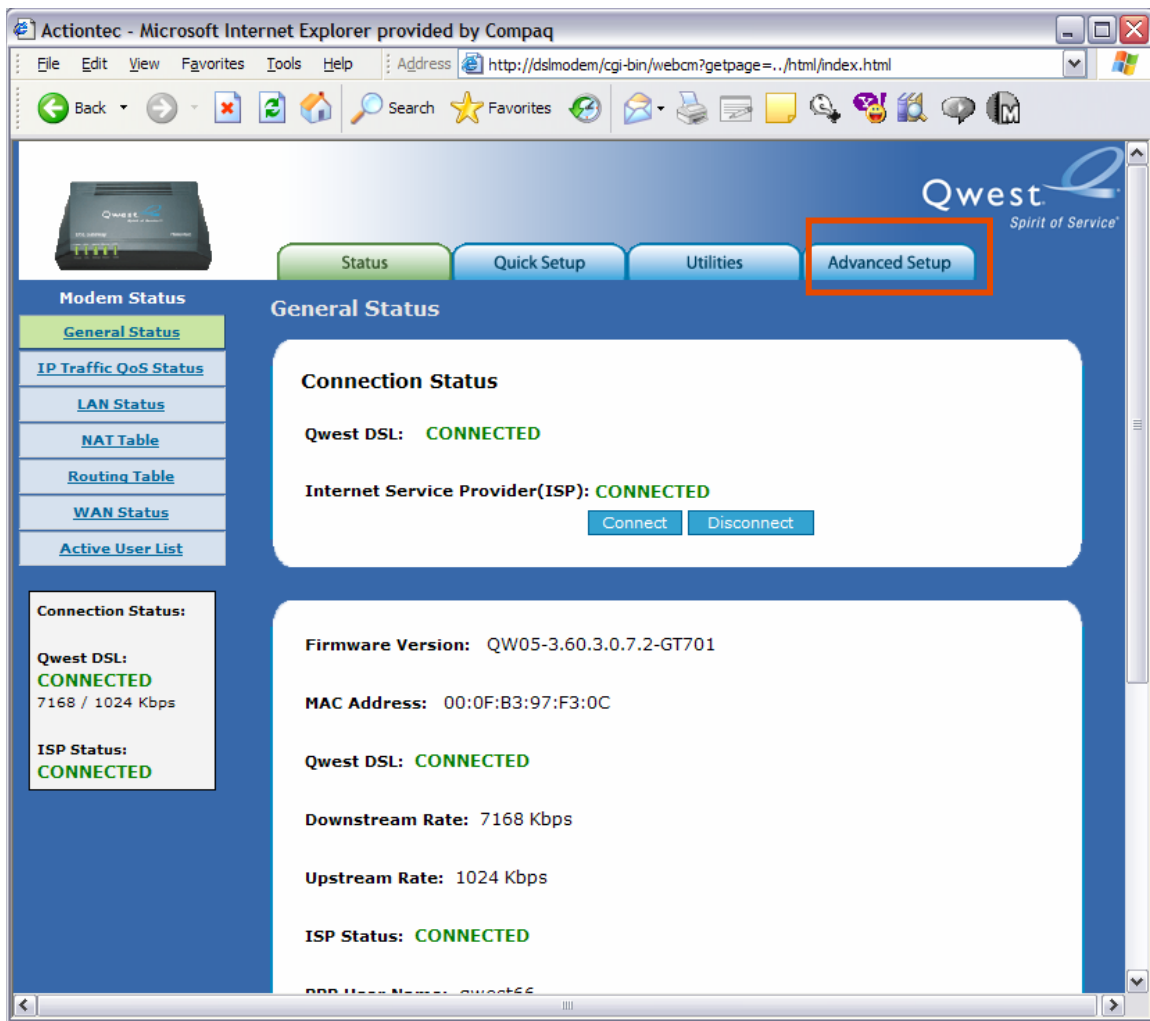 Actiontec - Microsoft Internet Explorer provided by Compaq
File Edit View Favorites Tools Help Address http://dslmodem/cgi-bin/webcm?getpage=../html/index.html
Back Search Favorites
Qwest
Spirit of Service
Qwest
Status Quick Setup Utilities Advanced Setup
Modem Status
General Status
IP Traffic QoS Status
LAN Status
NAT Table
Routing Table
WAN Status
Active User List
Connection Status:
Qwest DSL:
CONNECTED
7168 / 1024 Kbps
ISP Status:
CONNECTED
General Status
Connection Status
Qwest DSL: CONNECTED
Internet Service Provider(ISP): CONNECTED
Connect Disconnect
Firmware Version: QW05-3.60.3.0.7.2-GT701
MAC Address: 00:0F:B3:97:F3:0C
Qwest DSL: CONNECTED
Downstream Rate: 7168 Kbps
Upstream Rate: 1024 Kbps
ISP Status: CONNECTED
PPP User Name: qwest66